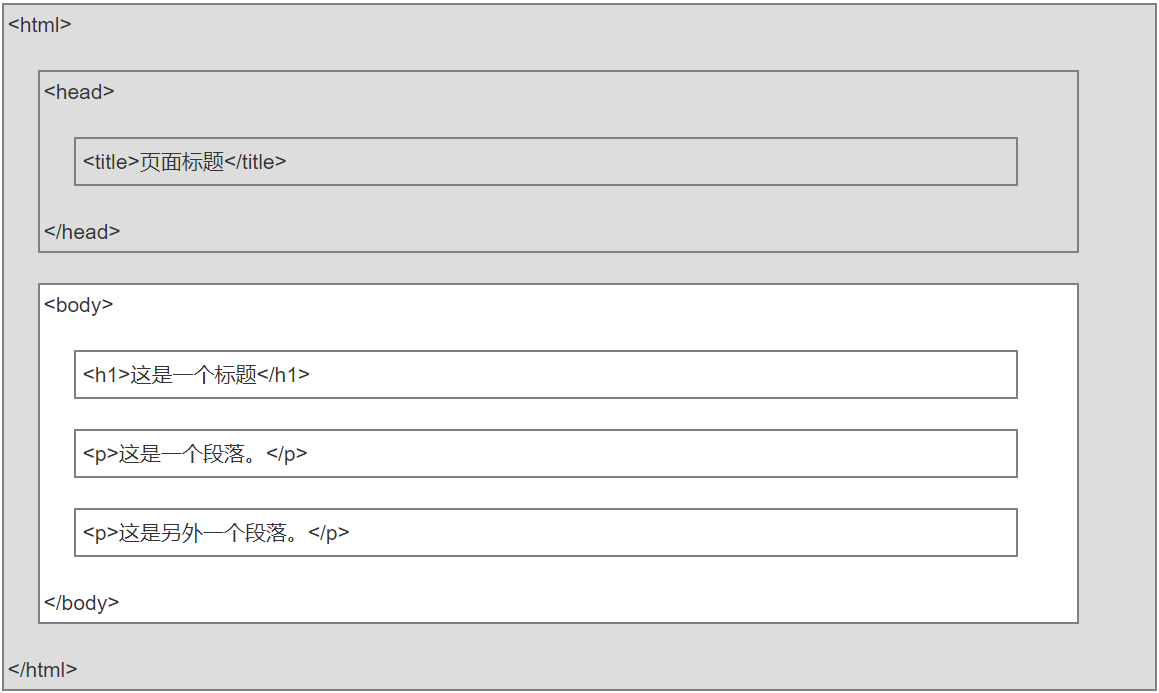 <html>
<head>
<title>页面标题</title>
</head>
<body>
<h1>这是一个标题</h1>
<p>这是一个段落。</p>
<p>这是另外一个段落。</p>
</body>
</html>